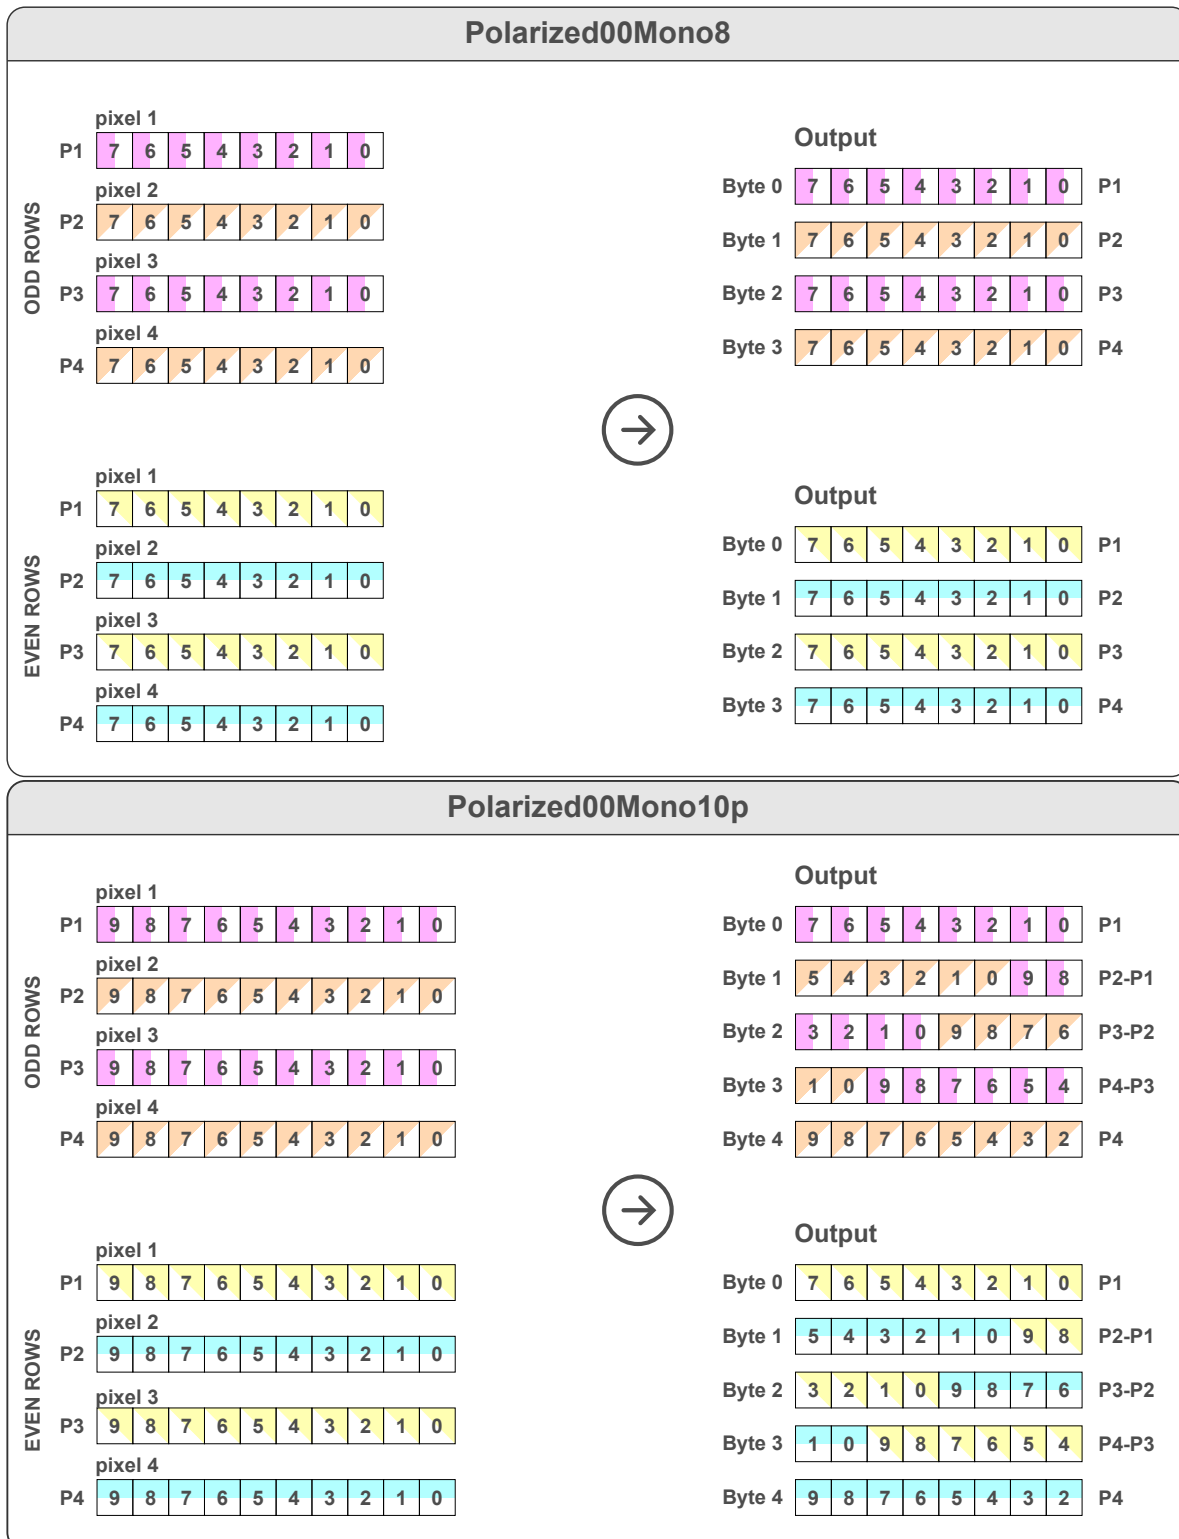 Polarized00Mono8
ODD ROWS
pixel 1
P1 7 6 5 4 3 2 1 0
pixel 2
P2 7 6 5 4 3 2 1 0
pixel 3
P3 7 6 5 4 3 2 1 0
pixel 4
P4 7 6 5 4 3 2 1 0
Output
Byte 0 7 6 5 4 3 2 1 0 P1
Byte 1 7 6 5 4 3 2 1 0 P2
Byte 2 7 6 5 4 3 2 1 0 P3
Byte 3 7 6 5 4 3 2 1 0 P4
EVEN ROWS
pixel 1
P1 7 6 5 4 3 2 1 0
pixel 2
P2 7 6 5 4 3 2 1 0
pixel 3
P3 7 6 5 4 3 2 1 0
pixel 4
P4 7 6 5 4 3 2 1 0
Output
Byte 0 7 6 5 4 3 2 1 0 P1
Byte 1 7 6 5 4 3 2 1 0 P2
Byte 2 7 6 5 4 3 2 1 0 P3
Byte 3 7 6 5 4 3 2 1 0 P4
Polarized00Mono10p
ODD ROWS
pixel 1
P1 9 8 7 6 5 4 3 2 1 0
pixel 2
P2 9 8 7 6 5 4 3 2 1 0
pixel 3
P3 9 8 7 6 5 4 3 2 1 0
pixel 4
P4 9 8 7 6 5 4 3 2 1 0
Output
Byte 0 7 6 5 4 3 2 1 0 P1
Byte 1 5 4 3 2 1 0 9 8 P2-P1
Byte 2 3 2 1 0 9 8 7 6 P3-P2
Byte 3 1 0 9 8 7 6 5 4 P4-P3
Byte 4 9 8 7 6 5 4 3 2 P4
EVEN ROWS
pixel 1
P1 9 8 7 6 5 4 3 2 1 0
pixel 2
P2 9 8 7 6 5 4 3 2 1 0
pixel 3
P3 9 8 7 6 5 4 3 2 1 0
pixel 4
P4 9 8 7 6 5 4 3 2 1 0
Output
Byte 0 7 6 5 4 3 2 1 0 P1
Byte 1 5 4 3 2 1 0 9 8 P2-P1
Byte 2 3 2 1 0 9 8 7 6 P3-P2
Byte 3 1 0 9 8 7 6 5 4 P4-P3
Byte 4 9 8 7 6 5 4 3 2 P4